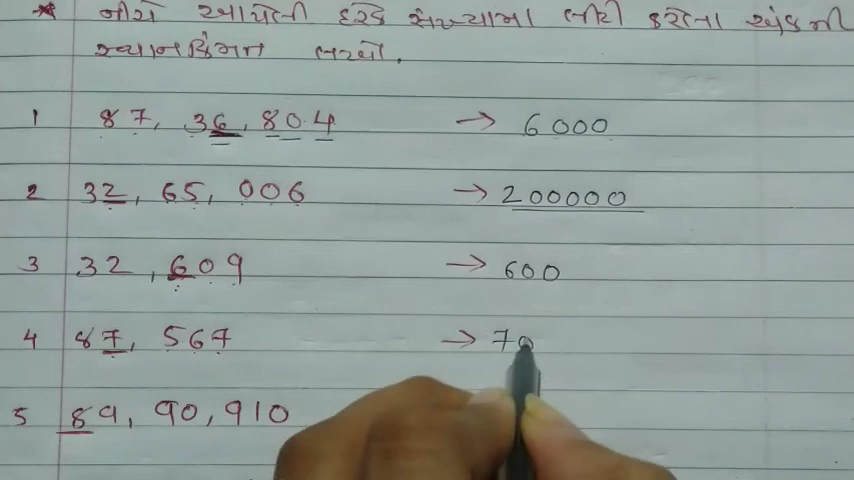 * નીચે આપેલી દરેક સંખ્યામા લીટી કરેલા અંકની
સ્થાનકિંમત લખો.
1 87, 36, 804 → 6000
2 32, 65, 006 → 200000
3 32, 609 → 600
4 87, 567 → 70
5 89, 90, 910